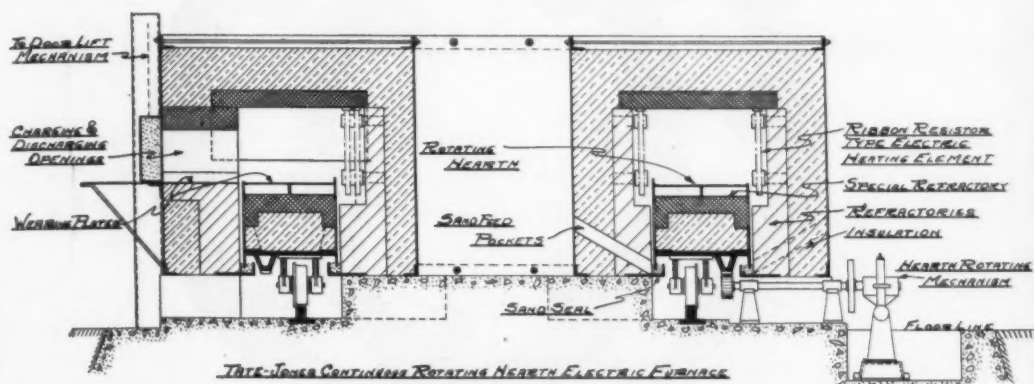 To Door Lift
Mechanism
Charging &
Discharging
Openings
Wearing Plates
Rotating
Hearth
Sand Feed
Pockets
Sand Seal
Ribbon Resistor
Type Electric
Heating Element
Special Refractory
Refractories
Insulation
Hearth Rotating
Mechanism
Floor Line
Tate-Jones Continous Rotating Hearth Electric Furnace